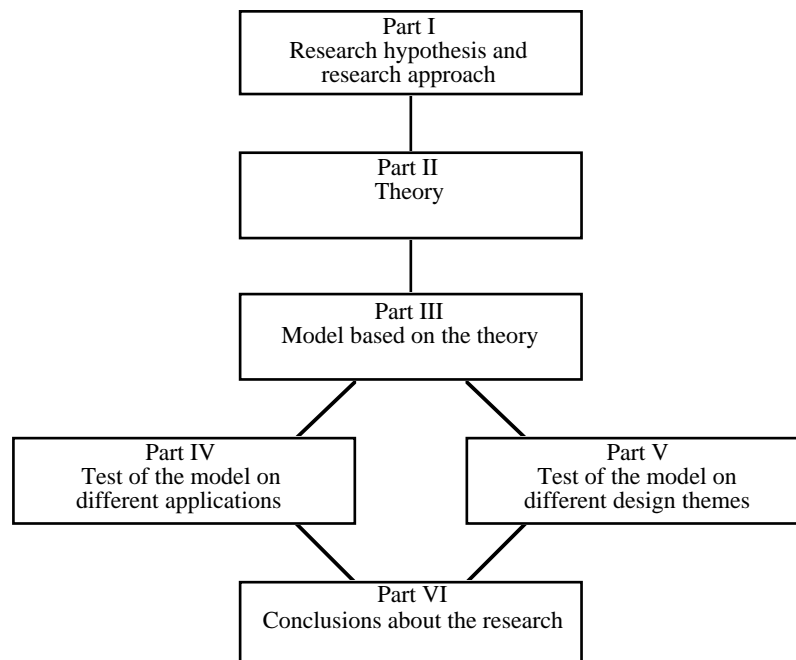 Part I
Research hypothesis and
research approach
Part II
Theory
Part III
Model based on the theory
Part IV
Test of the model on
different applications
Part V
Test of the model on
different design themes
Part VI
Conclusions about the research